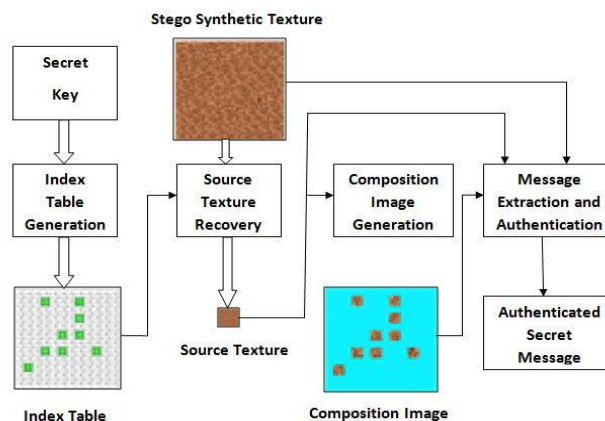 Stego Synthetic Texture
Secret
Key
Index
Table
Generation
Source
Texture
Recovery
Composition
Image
Generation
Message
Extraction and
Authentication
Source Texture
Authenticated
Secret
Message
Index Table
Composition Image